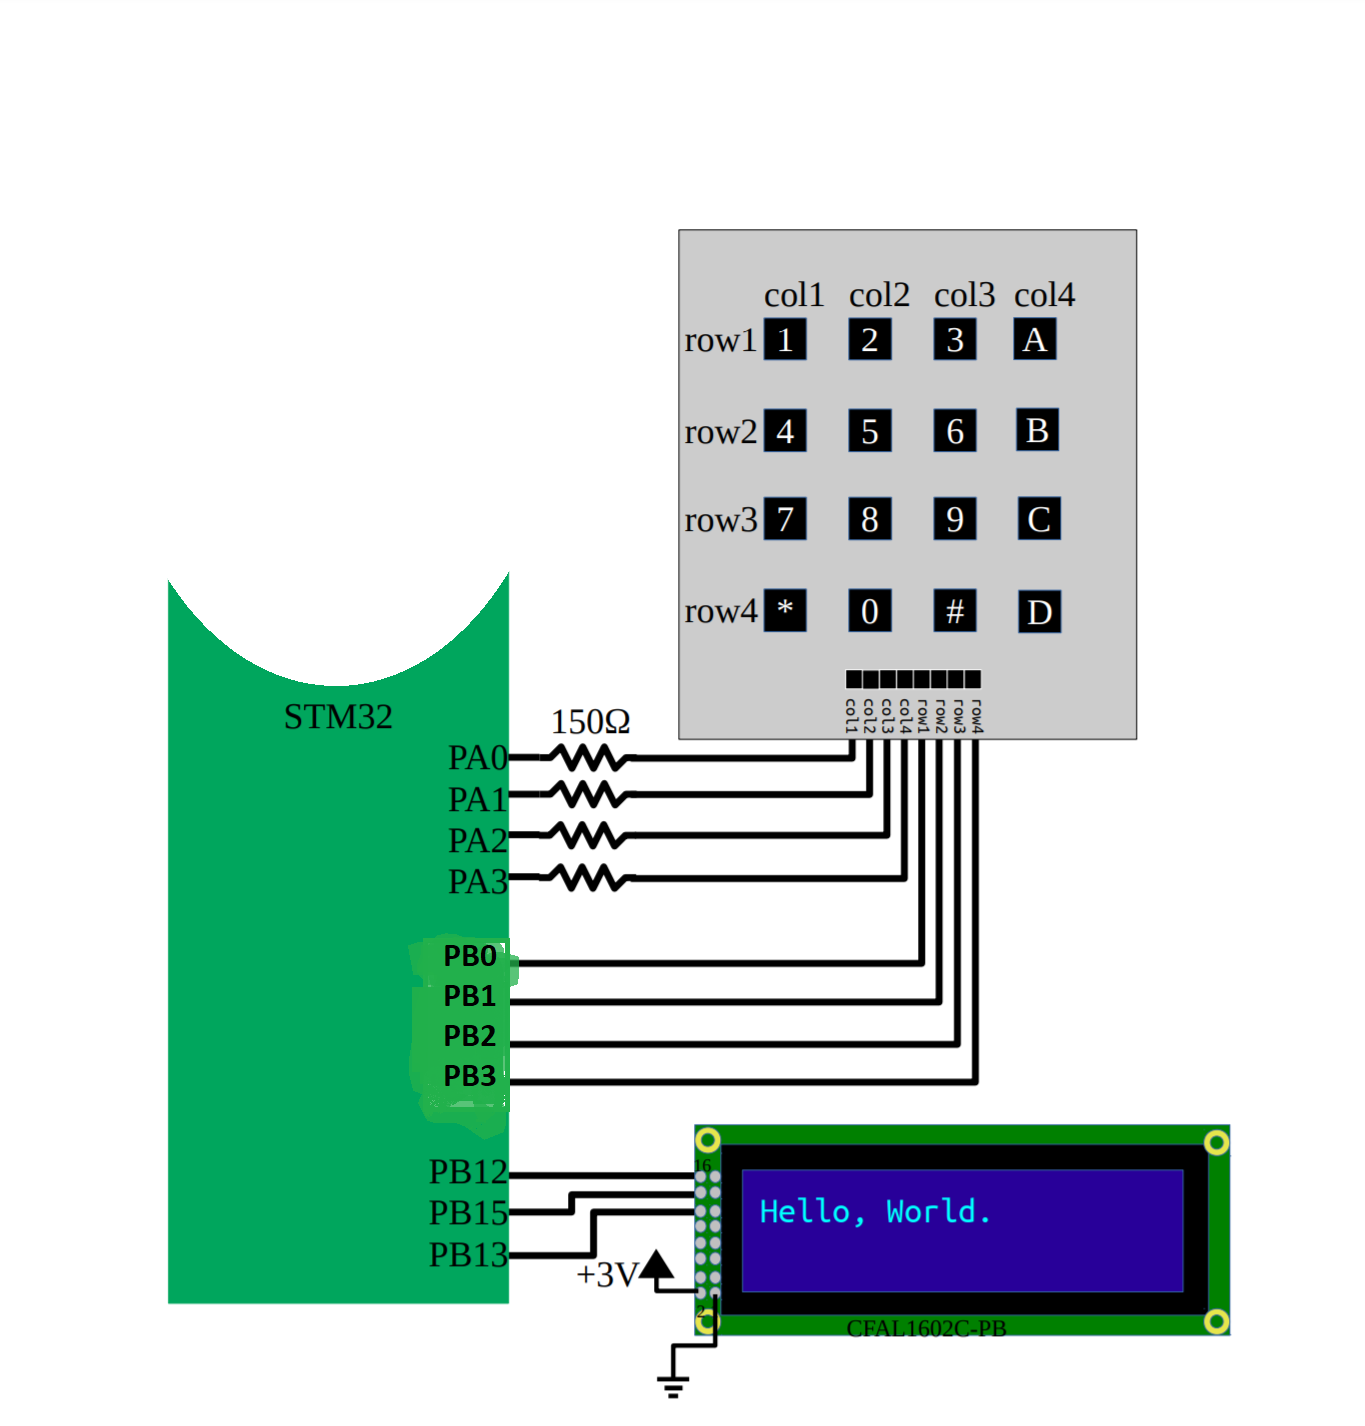 col1 col2 col3 col4
row1 1 2 3 A
row2 4 5 6 B
row3 7 8 9 C
row4 * 0 # D
col1 col2 col3 col4 row1 row2 row3 row4
STM32
150Ω
PA0
PA1
PA2
PA3
PB0
PB1
PB2
PB3
PB12
PB15
PB13
+3V
16
Hello, World.
2
CFAL1602C-PB